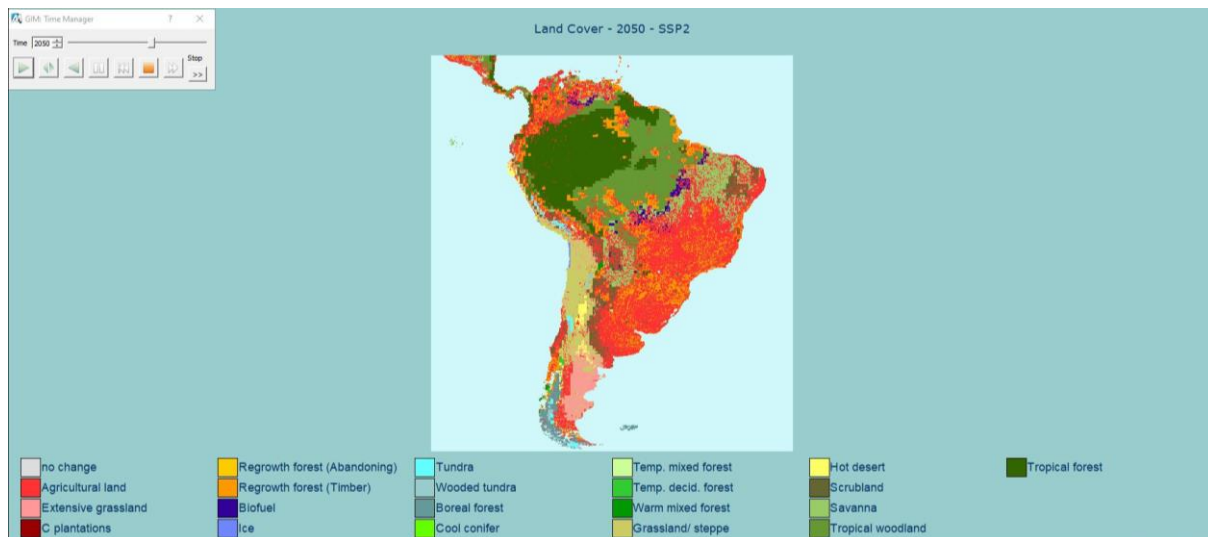 GIM: Time Manager
?
Time 2050
Stop
>>
Land Cover - 2050 - SSP2
no change
Regrowth forest (Abandoning)
Tundra
Temp. mixed forest
Hot desert
Tropical forest
Agricultural land
Regrowth forest (Timber)
Wooded tundra
Temp. decid. forest
Scrubland
Extensive grassland
Biofuel
Boreal forest
Warm mixed forest
Savanna
C plantations
Ice
Cool conifer
Grassland/ steppe
Tropical woodland